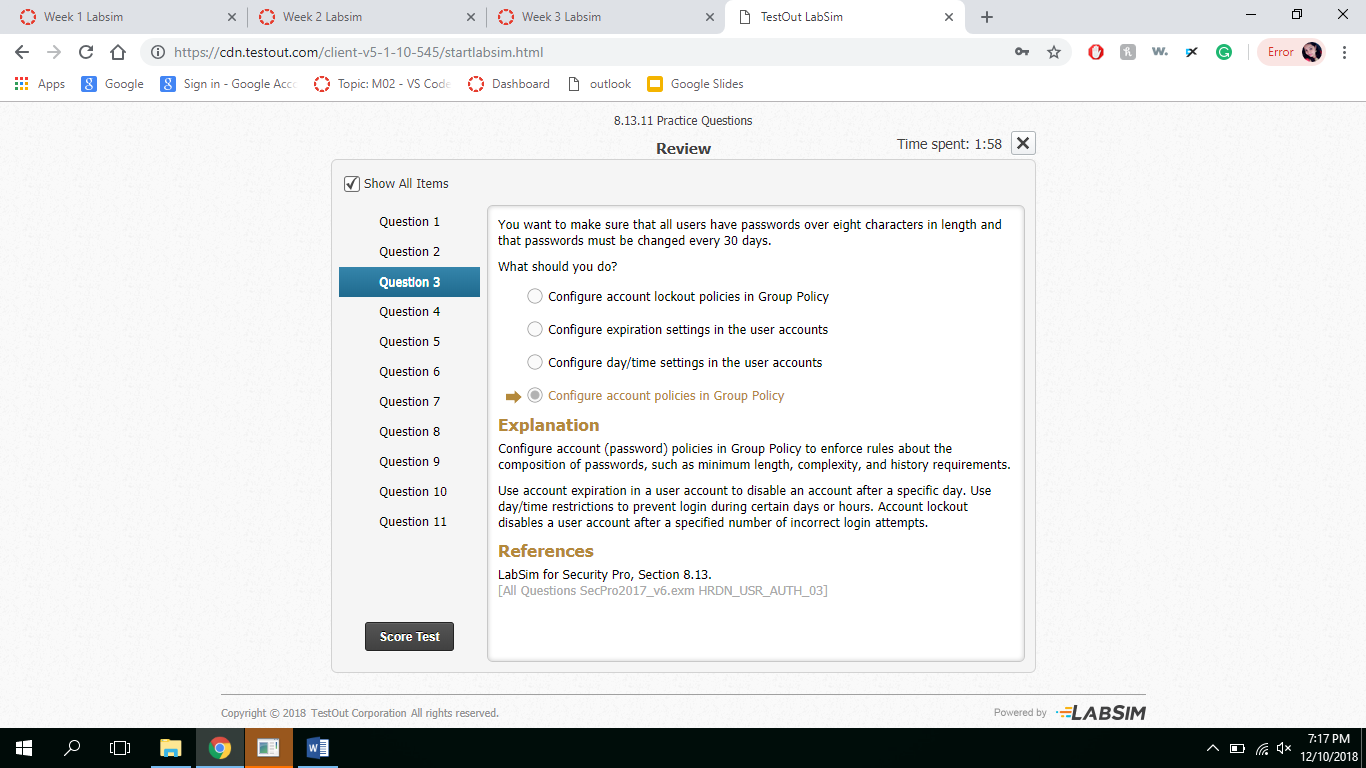 Week 1 Labsim
Week 2 Labsim
Week 3 Labsim
TestOut LabSim
https://cdn.testout.com/client-v5-1-10-545/startlabsim.html
Error
Apps
Google
Sign in - Google Acco
Topic: M02 - VS Code
Dashboard
outlook
Google Slides
8.13.11 Practice Questions
Review
Time spent: 1:58
Show All Items
Question 1
Question 2
Question 3
Question 4
Question 5
Question 6
Question 7
Question 8
Question 9
Question 10
Question 11
Score Test
You want to make sure that all users have passwords over eight characters in length and
that passwords must be changed every 30 days.
What should you do?
Configure account lockout policies in Group Policy
Configure expiration settings in the user accounts
Configure day/time settings in the user accounts
Configure account policies in Group Policy
Explanation
Configure account (password) policies in Group Policy to enforce rules about the
composition of passwords, such as minimum length, complexity, and history requirements.
Use account expiration in a user account to disable an account after a specific day. Use
day/time restrictions to prevent login during certain days or hours. Account lockout
disables a user account after a specified number of incorrect login attempts.
References
LabSim for Security Pro, Section 8.13.
[All Questions SecPro2017_v6.exm HRDN_USR_AUTH_03]
Copyright © 2018 TestOut Corporation All rights reserved.
Powered by LABSIM
7:17 PM
12/10/2018